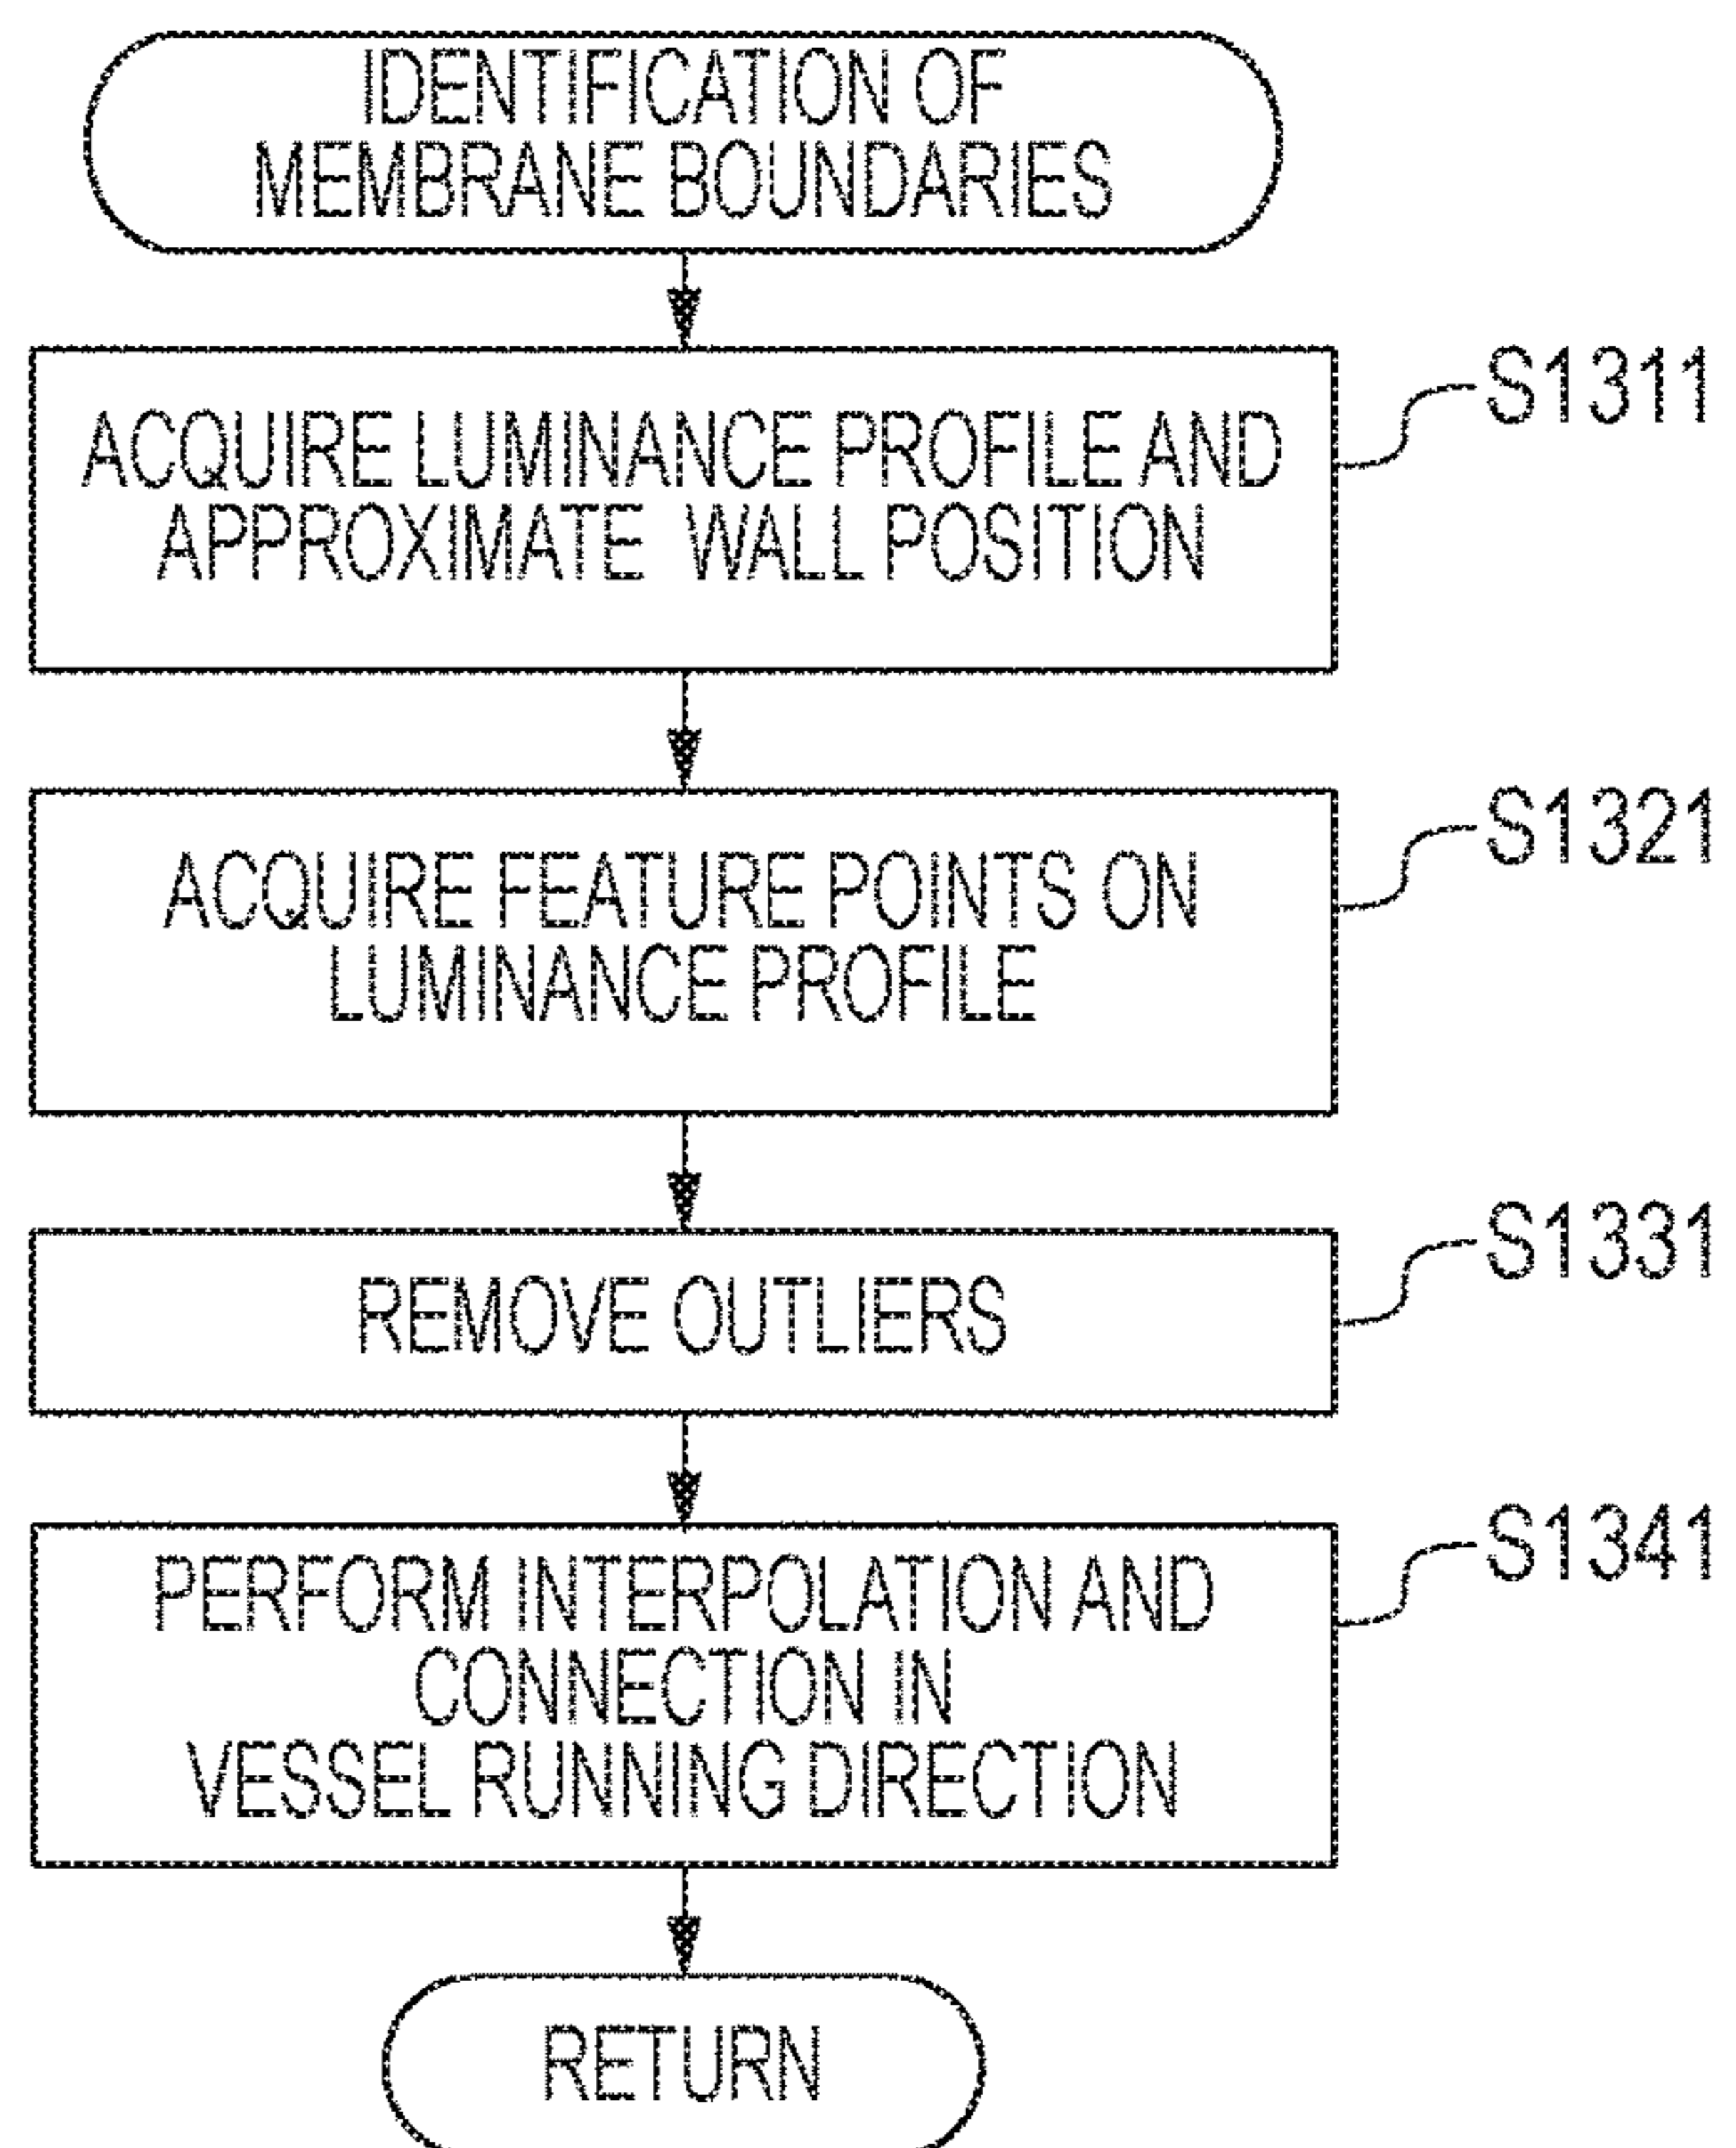 IDENTIFICATION OF
MEMBRANE BOUNDARIES
ACQUIRE LUMINANCE PROFILE AND
APPROXIMATE WALL POSITION
S1311
ACQUIRE FEATURE POINTS ON
LUMINANCE PROFILE
S1321
REMOVE OUTLIERS
S1331
PERFORM INTERPOLATION AND
CONNECTION IN
VESSEL RUNNING DIRECTION
S1341
RETURN